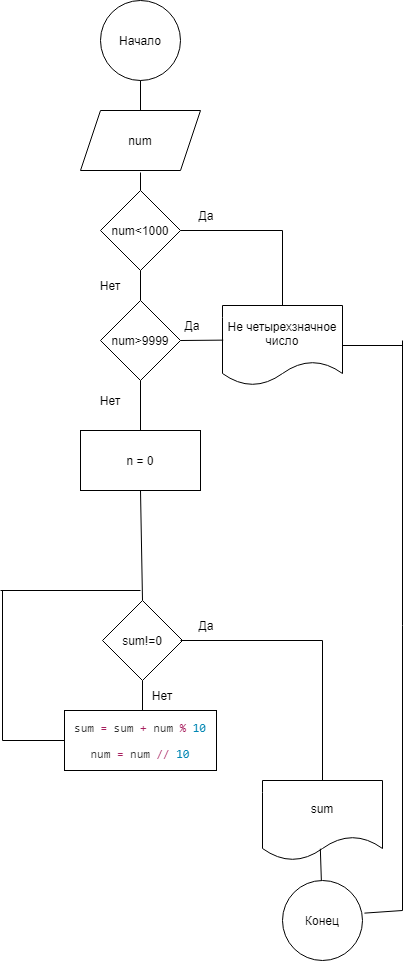 Начало
num
Да
num<1000
Нет
Да
Не четырехзначное
число
num>9999
Нет
n = 0
Да
sum!=0
Нет
sum = sum + num % 10
num = num // 10
sum
Конец